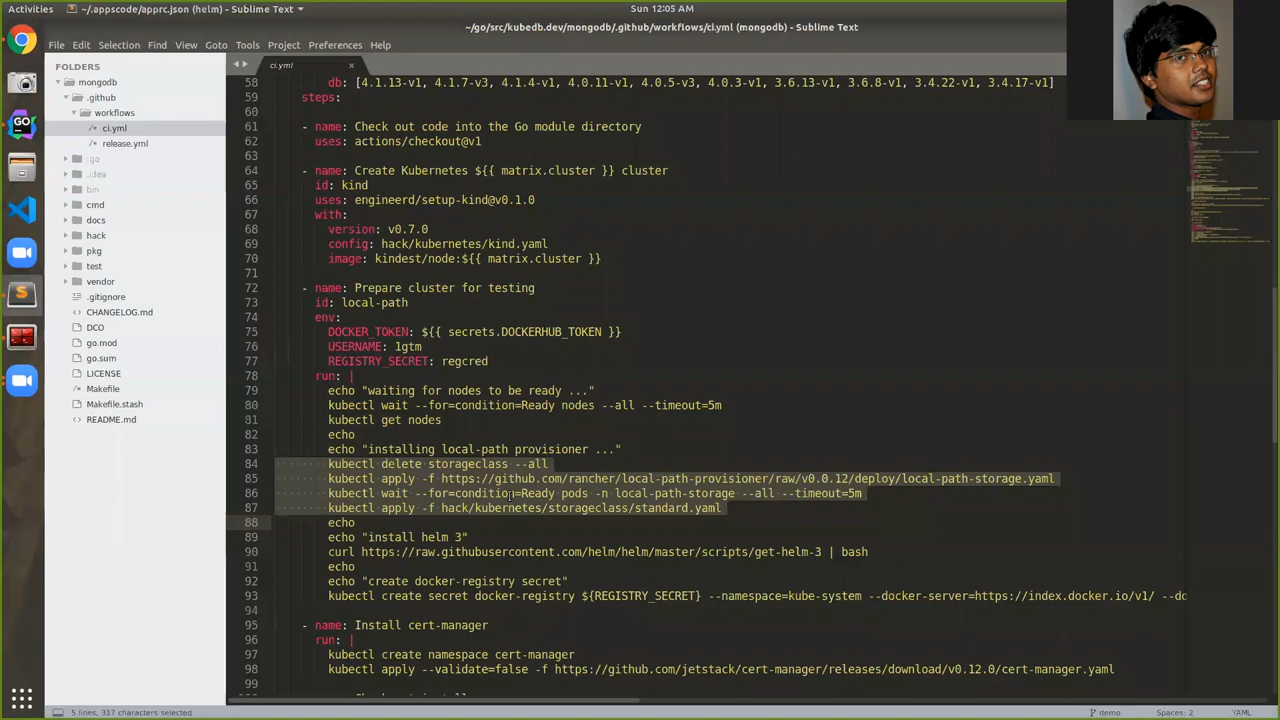 Activities
~/.appscode/apprc.json (helm) - Sublime Text
Sun 12:05 AM
~/go/src/kubedb.dev/mongodb/.github/workflows/ci.yml (mongodb) - Sublime Text
File Edit Selection Find View Goto Tools Project Preferences Help
FOLDERS
mongodb
.github
workflows
ci.yml
release.yml
.go
.idea
bin
cmd
docs
hack
pkg
test
vendor
.gitignore
CHANGELOG.md
DCO
go.mod
go.sum
LICENSE
Makefile
Makefile.stash
README.md
ci.yml
58 db: [4.1.13-v1, 4.1.7-v3, 4.1.4-v1, 4.0.11-v1, 4.0.5-v3, 4.0.3-v1, 3.6.13-v1, 3.6.8-v1, 3.4.22-v1, 3.4.17-v1]
59 steps:
60
61 - name: Check out code into the Go module directory
62 uses: actions/checkout@v1
63
64 - name: Create Kubernetes ${{ matrix.cluster }} cluster
65 id: kind
66 uses: engineerd/setup-kind@v0.1.0
67 with:
68 version: v0.7.0
69 config: hack/kubernetes/kind.yaml
70 image: kindest/node:${{ matrix.cluster }}
71
72 - name: Prepare cluster for testing
73 id: local-path
74 env:
75 DOCKER_TOKEN: ${{ secrets.DOCKERHUB_TOKEN }}
76 USERNAME: 1gtm
77 REGISTRY_SECRET: regcred
78 run: |
79 echo "waiting for nodes to be ready ..."
80 kubectl wait --for=condition=Ready nodes --all --timeout=5m
81 kubectl get nodes
82 echo
83 echo "installing local-path provisioner ..."
84 kubectl delete storageclass --all
85 kubectl apply -f https://github.com/rancher/local-path-provisioner/raw/v0.0.12/deploy/local-path-storage.yaml
86 kubectl wait --for=condition=Ready pods -n local-path-storage --all --timeout=5m
87 kubectl apply -f hack/kubernetes/storageclass/standard.yaml
88 echo
89 echo "install helm 3"
90 curl https://raw.githubusercontent.com/helm/helm/master/scripts/get-helm-3 | bash
91 echo
92 echo "create docker-registry secret"
93 kubectl create secret docker-registry ${REGISTRY_SECRET} --namespace=kube-system --docker-server=https://index.docker.io/v1/ --do
94
95 - name: Install cert-manager
96 run: |
97 kubectl create namespace cert-manager
98 kubectl apply --validate=false -f https://github.com/jetstack/cert-manager/releases/download/v0.12.0/cert-manager.yaml
99
5 lines, 317 characters selected
demo
Spaces: 2
YAML